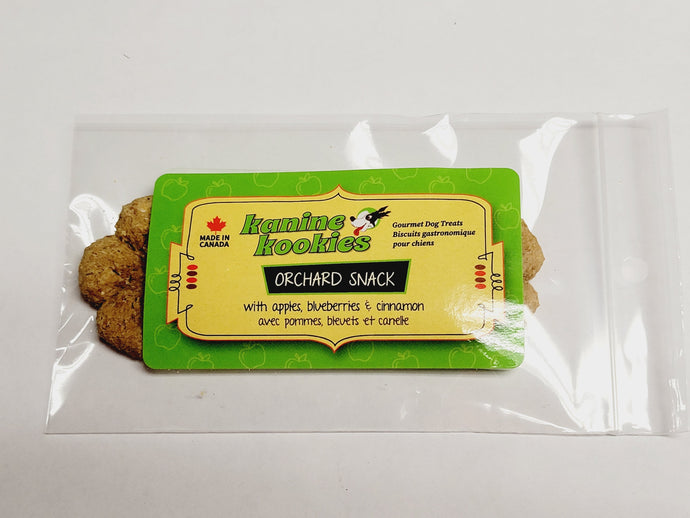 MADE IN
CANADA
kanine
kookies
Gourmet Dog Treats
Biscuits gastronomique
pour chiens
ORCHARD SNACK
with apples, blueberries & cinnamon
avec pommes, bleuets et canelle